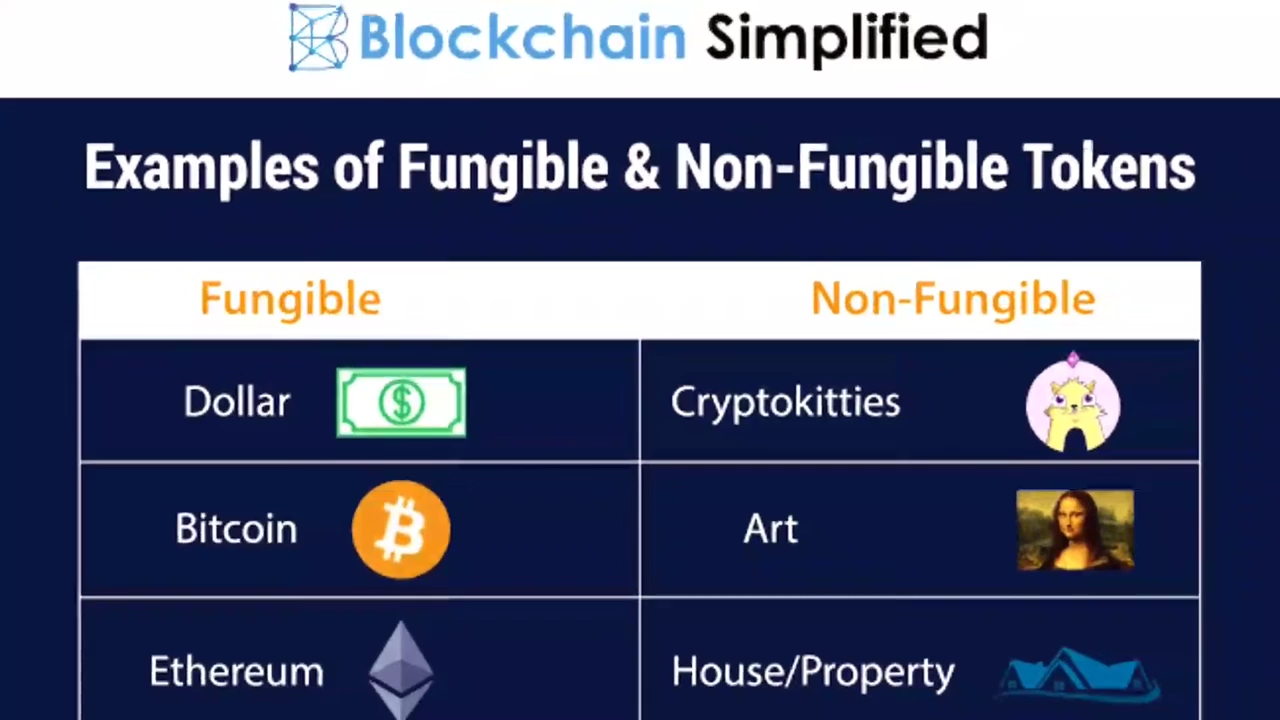 Blockchain Simplified
Examples of Fungible & Non-Fungible Tokens
Fungible Non-Fungible
Dollar Cryptokitties
Bitcoin Art
Ethereum House/Property